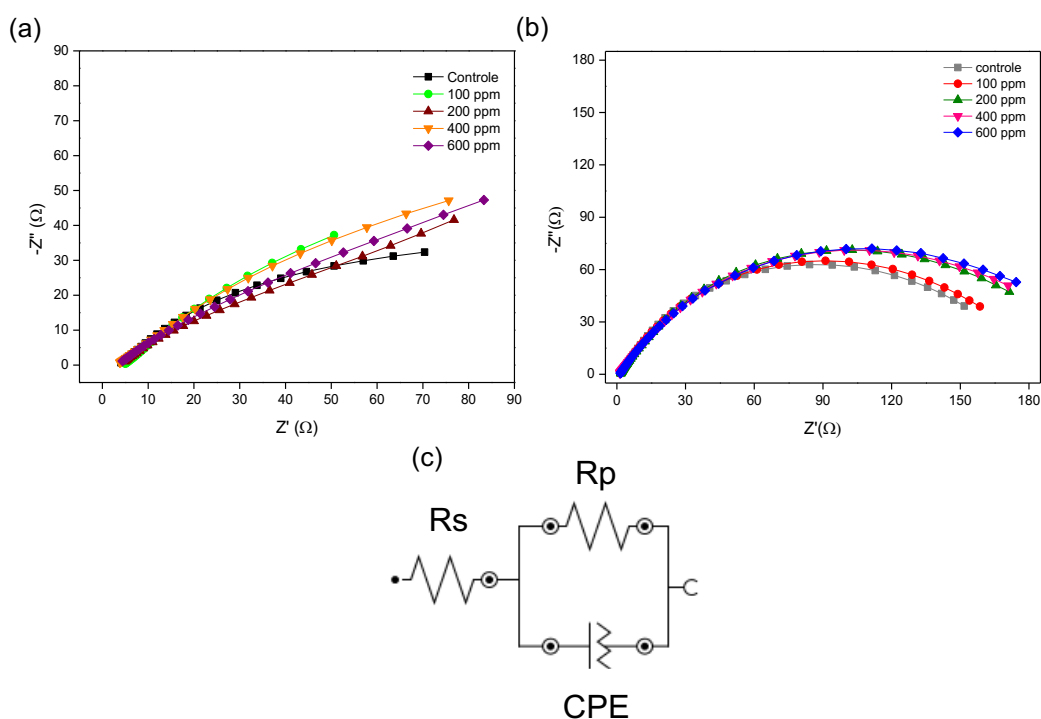 (a)
90
80
70
60
50
40
30
20
10
0
-Z'' (Ω)
Controle
100 ppm
200 ppm
400 ppm
600 ppm
0 10 20 30 40 50 60 70 80 90
Z' (Ω)
(b)
180
150
120
90
60
30
0
-Z''(Ω)
controle
100 ppm
200 ppm
400 ppm
600 ppm
0 30 60 90 120 150 180
Z'(Ω)
(c)
Rp
Rs
CPE